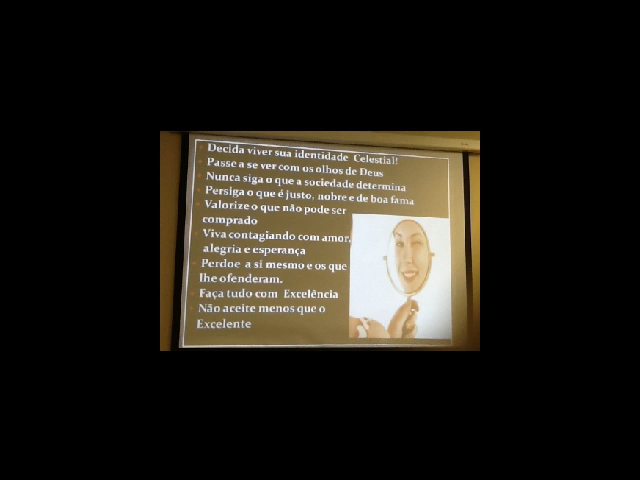 Decida viver sua identidade Celestial!
Passe a se ver com os olhos de Deus
Nunca siga o que a sociedade determina
Persiga o que é justo, nobre e de boa fama
Valorize o que não pode ser
comprado
Viva contagiando com amor,
alegria e esperança
Perdoe a si mesmo e os que
lhe ofenderam.
Faça tudo com Excelência
Não aceite menos que o
Excelente